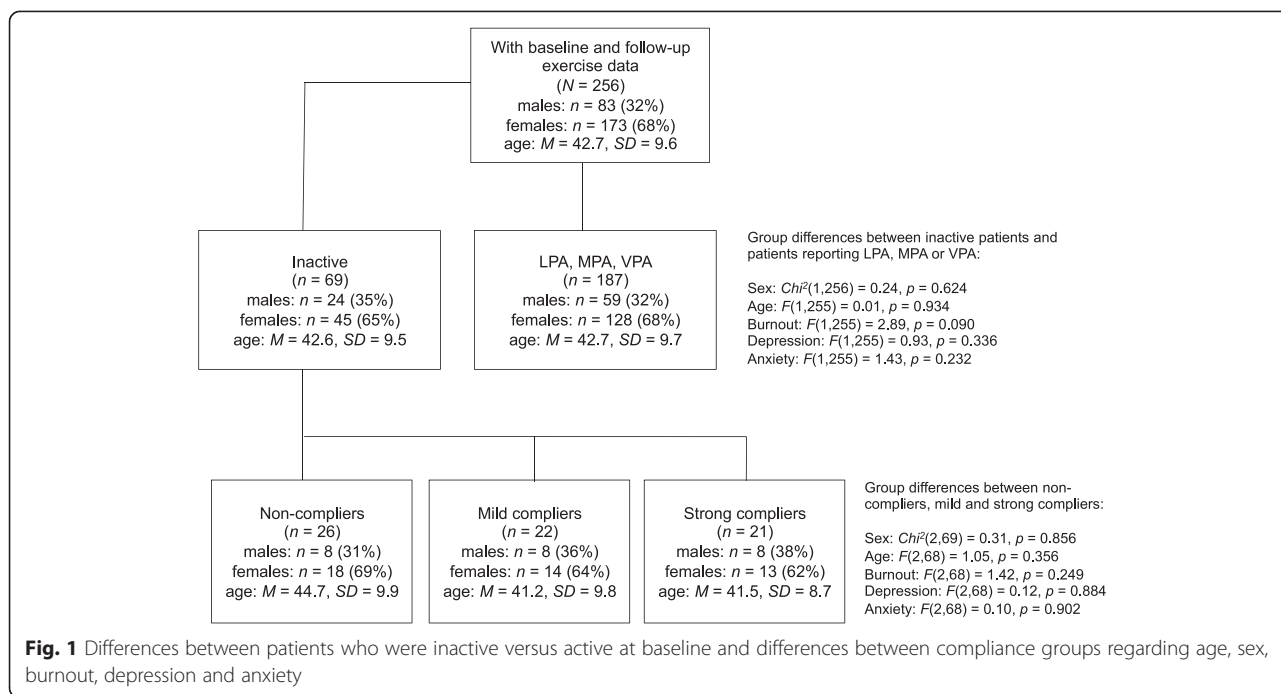 With baseline and follow-up
exercise data
(N = 256)
males: n = 83 (32%)
females: n = 173 (68%)
age: M = 42.7, SD = 9.6
Inactive
(n = 69)
males: n = 24 (35%)
females: n = 45 (65%)
age: M = 42.6, SD = 9.5
LPA, MPA, VPA
(n = 187)
males: n = 59 (32%)
females: n = 128 (68%)
age: M = 42.7, SD = 9.7
Group differences between inactive patients and
patients reporting LPA, MPA or VPA:
Sex: Chi²(1,256) = 0.24, p = 0.624
Age: F(1,255) = 0.01, p = 0.934
Burnout: F(1,255) = 2.89, p = 0.090
Depression: F(1,255) = 0.93, p = 0.336
Anxiety: F(1,255) = 1.43, p = 0.232
Non-compliers
(n = 26)
males: n = 8 (31%)
females: n = 18 (69%)
age: M = 44.7, SD = 9.9
Mild compliers
(n = 22)
males: n = 8 (36%)
females: n = 14 (64%)
age: M = 41.2, SD = 9.8
Strong compliers
(n = 21)
males: n = 8 (38%)
females: n = 13 (62%)
age: M = 41.5, SD = 8.7
Group differences between non-
compliers, mild and strong compliers:
Sex: Chi²(2,69) = 0.31, p = 0.856
Age: F(2,68) = 1.05, p = 0.356
Burnout: F(2,68) = 1.42, p = 0.249
Depression: F(2,68) = 0.12, p = 0.884
Anxiety: F(2,68) = 0.10, p = 0.902
Fig. 1 Differences between patients who were inactive versus active at baseline and differences between compliance groups regarding age, sex,
burnout, depression and anxiety